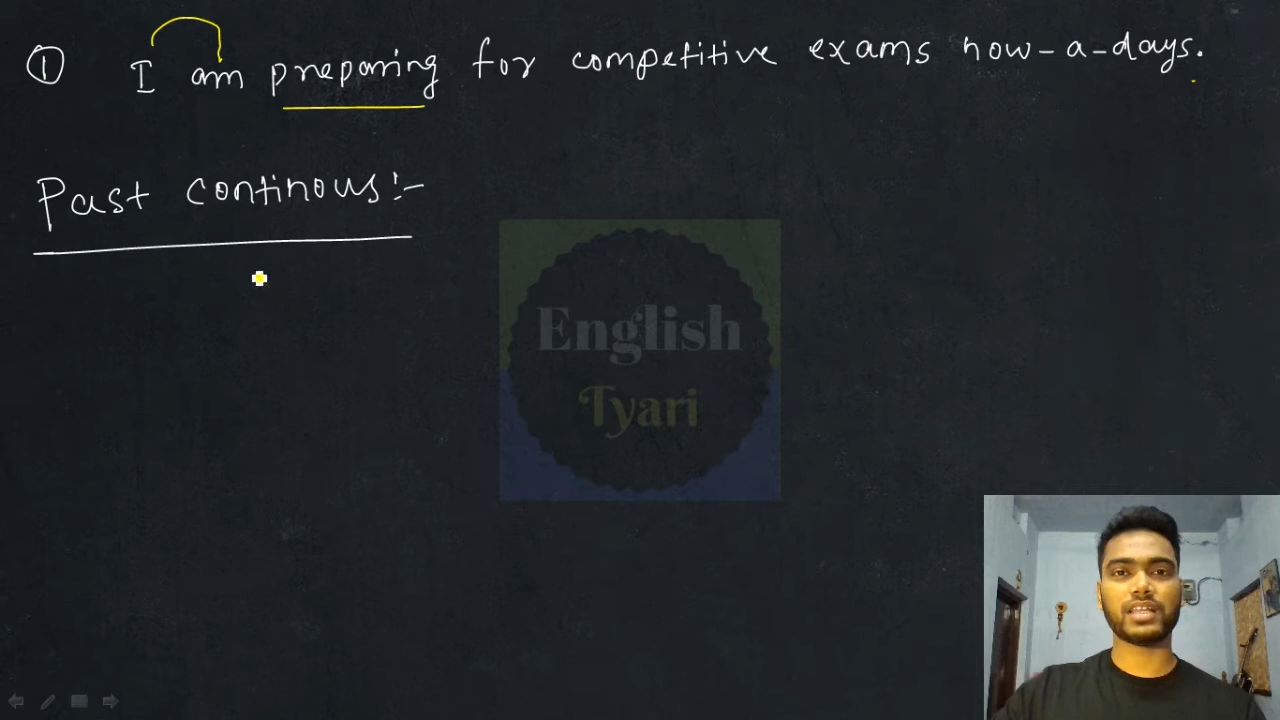 ① I am preparing for competitive exams now-a-days.
Past continous:-
English
Tyari